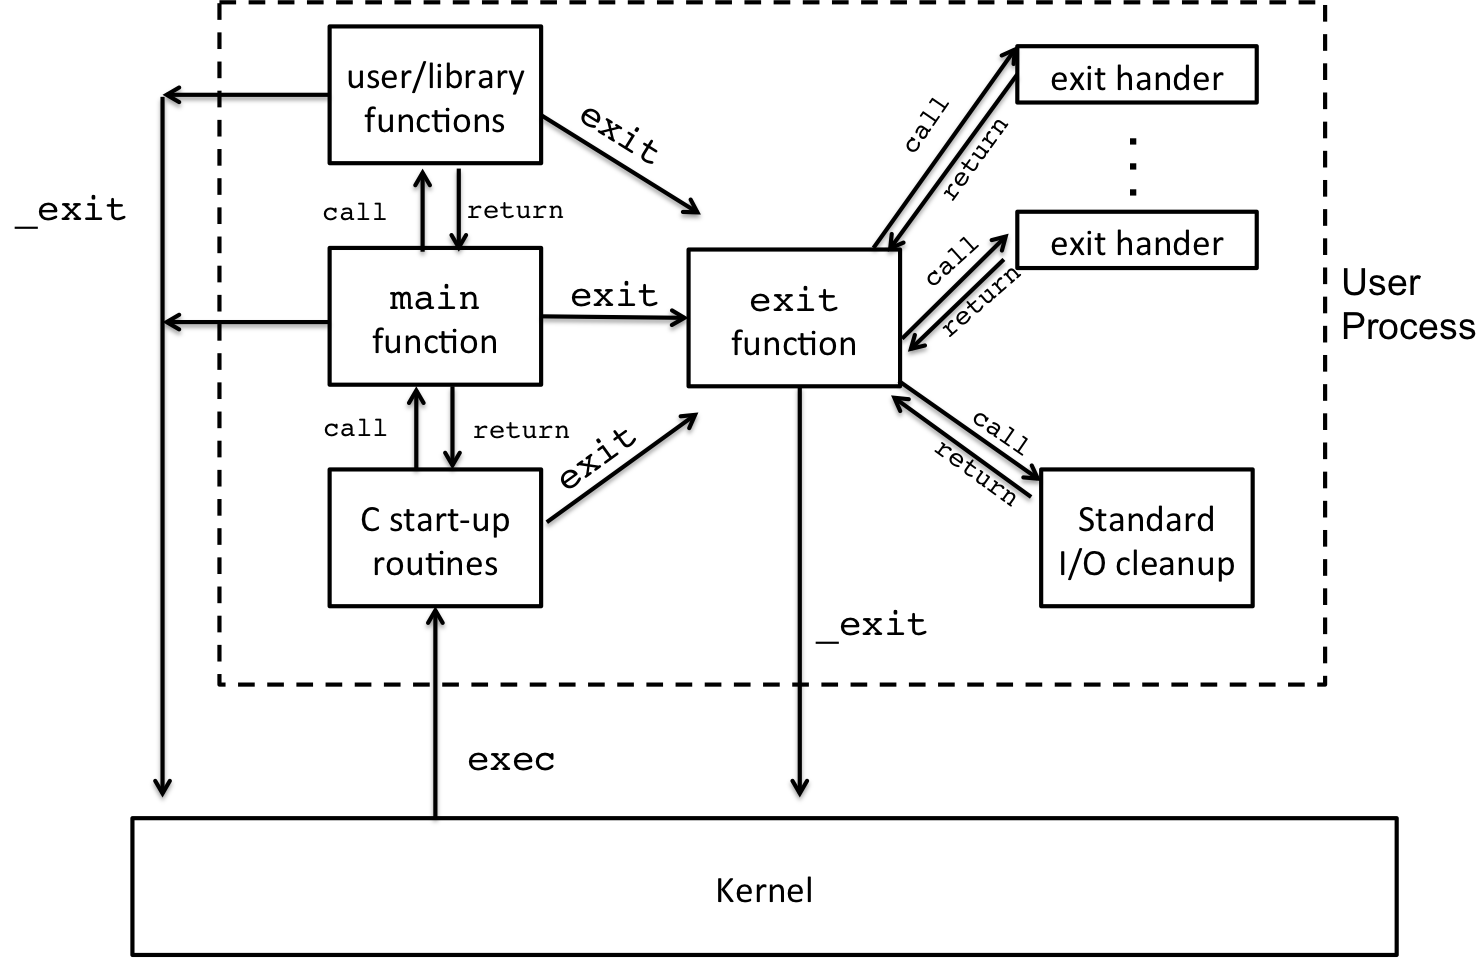 user/library
functions
exit
call
return
exit hander
.
.
.
_exit
call
return
main
function
exit
exit
function
call
return
exit hander
User
Process
call
return
exit
call
return
C start-up
routines
Standard
I/O cleanup
_exit
exec
Kernel